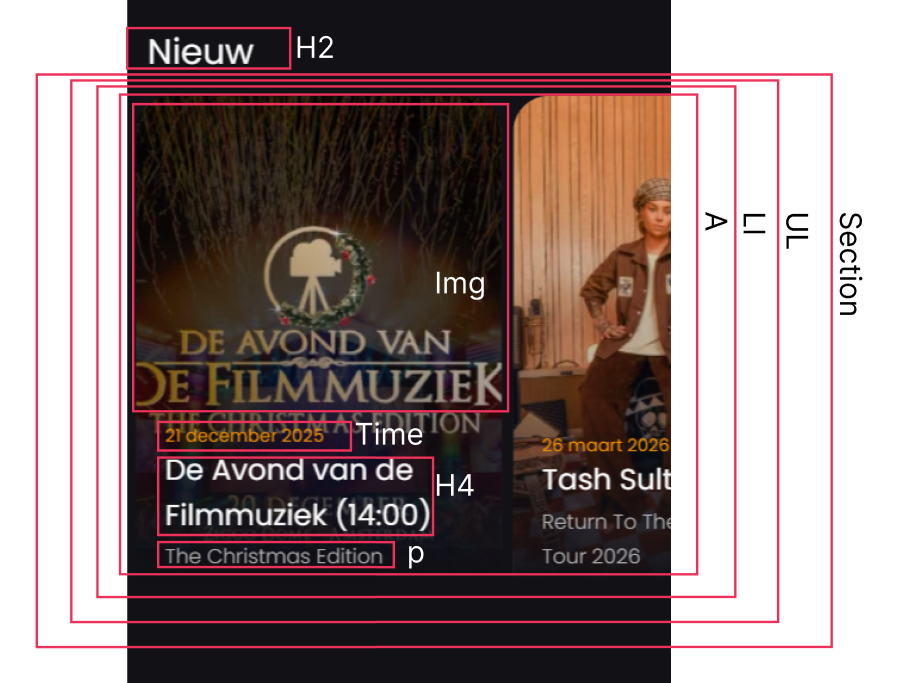 Nieuw
H2
Img
DE AVOND VAN
DE FILMMUZIEK
THE CHRISTMAS EDITION
21 december 2025
Time
De Avond van de
Filmmuziek (14:00)
H4
20 DECEMBER
The Christmas Edition
p
26 maart 2026
Tash Sult
Return To The
Tour 2026
A
LI
UL
Section